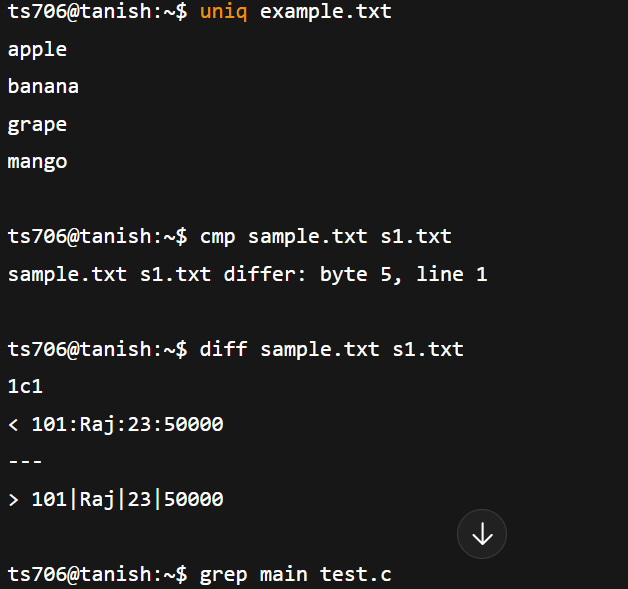 ts706@tanish:~$ uniq example.txt
apple
banana
grape
mango
ts706@tanish:~$ cmp sample.txt s1.txt
sample.txt s1.txt differ: byte 5, line 1
ts706@tanish:~$ diff sample.txt s1.txt
1c1
< 101:Raj:23:50000
---
> 101|Raj|23|50000
ts706@tanish:~$ grep main test.c